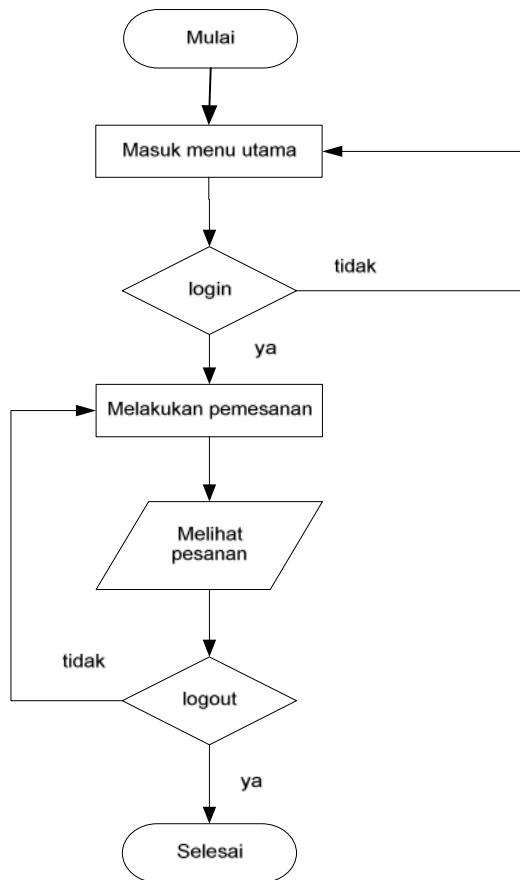 Mulai
Masuk menu utama
login
tidak
ya
Melakukan pemesanan
Melihat
pesanan
tidak
logout
ya
Selesai